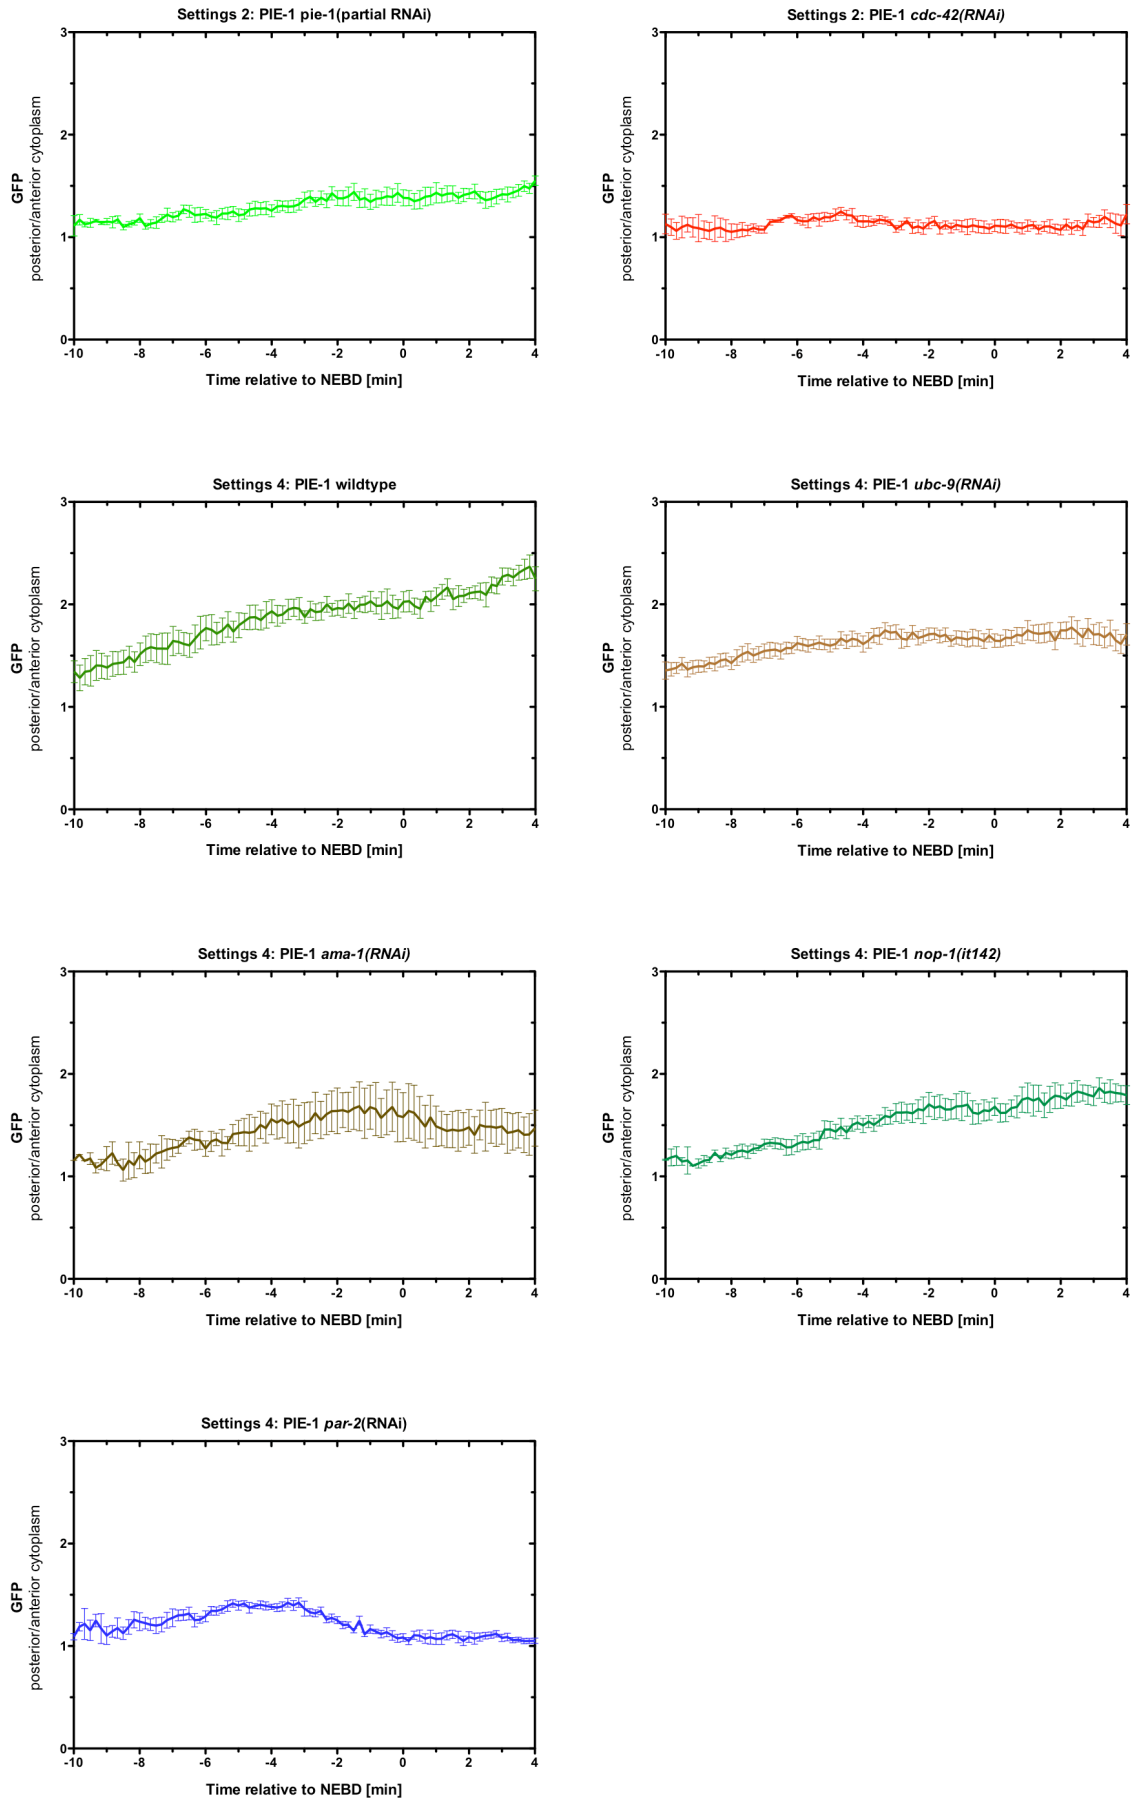 Settings 2: PIE-1 pie-1(partial RNAi)
GFP
posterior/anterior cytoplasm
3
2
1
0
-10 -8 -6 -4 -2 0 2 4
Time relative to NEBD [min]
Settings 2: PIE-1 cdc-42(RNAi)
GFP
posterior/anterior cytoplasm
3
2
1
0
-10 -8 -6 -4 -2 0 2 4
Time relative to NEBD [min]
Settings 4: PIE-1 wildtype
GFP
posterior/anterior cytoplasm
3
2
1
0
-10 -8 -6 -4 -2 0 2 4
Time relative to NEBD [min]
Settings 4: PIE-1 ubc-9(RNAi)
GFP
posterior/anterior cytoplasm
3
2
1
0
-10 -8 -6 -4 -2 0 2 4
Time relative to NEBD [min]
Settings 4: PIE-1 ama-1(RNAi)
GFP
posterior/anterior cytoplasm
3
2
1
0
-10 -8 -6 -4 -2 0 2 4
Time relative to NEBD [min]
Settings 4: PIE-1 nop-1(it142)
GFP
posterior/anterior cytoplasm
3
2
1
0
-10 -8 -6 -4 -2 0 2 4
Time relative to NEBD [min]
Settings 4: PIE-1 par-2(RNAi)
GFP
posterior/anterior cytoplasm
3
2
1
0
-10 -8 -6 -4 -2 0 2 4
Time relative to NEBD [min]